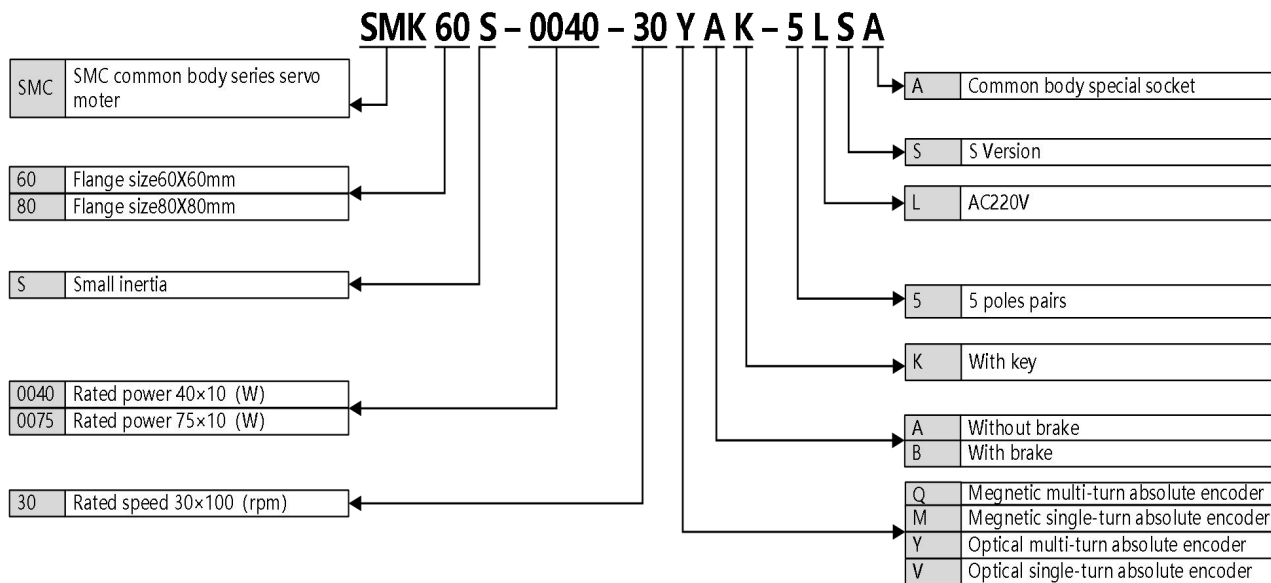 SMK 60 S – 0040 – 30 Y A K – 5 L S A
SMC
SMC common body series servo
moter
60 Flange size60X60mm
80 Flange size80X80mm
S Small inertia
0040 Rated power 40×10 (W)
0075 Rated power 75×10 (W)
30 Rated speed 30×100 (rpm)
A Common body special socket
S S Version
L AC220V
5 5 poles pairs
K With key
A Without brake
B With brake
Q Megnetic multi-turn absolute encoder
M Megnetic single-turn absolute encoder
Y Optical multi-turn absolute encoder
V Optical single-turn absolute encoder